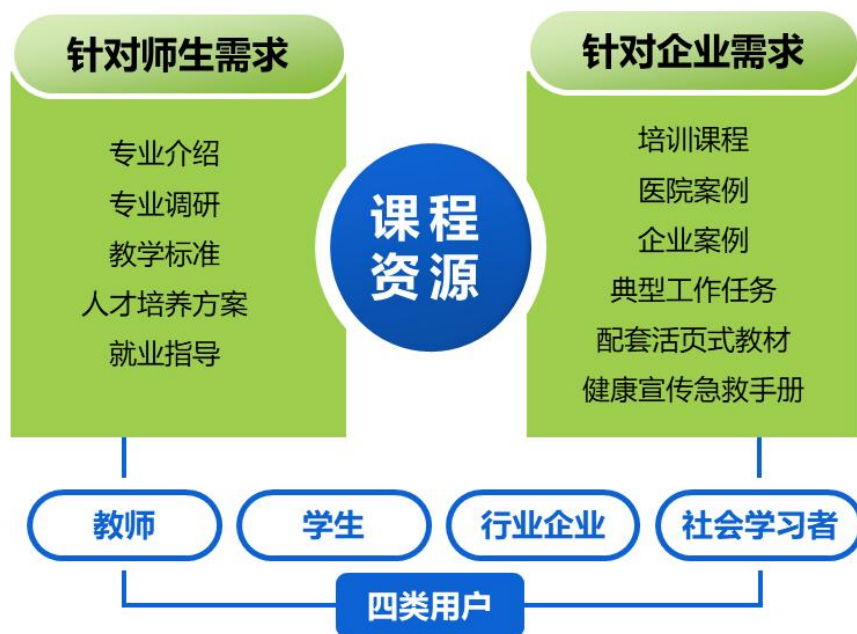 针对师生需求
专业介绍
专业调研
教学标准
人才培养方案
就业指导
课程
资源
针对企业需求
培训课程
医院案例
企业案例
典型工作任务
配套活页式教材
健康宣传急救手册
教师
学生
行业企业
社会学习者
四类用户